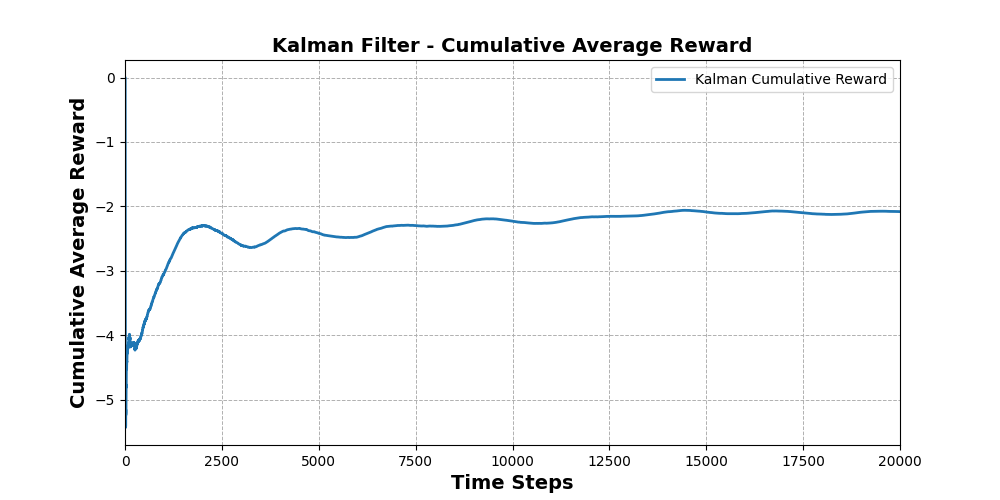 Kalman Filter - Cumulative Average Reward
Kalman Cumulative Reward
Cumulative Average Reward
0
−1
−2
−3
−4
−5
0 2500 5000 7500 10000 12500 15000 17500 20000
Time Steps